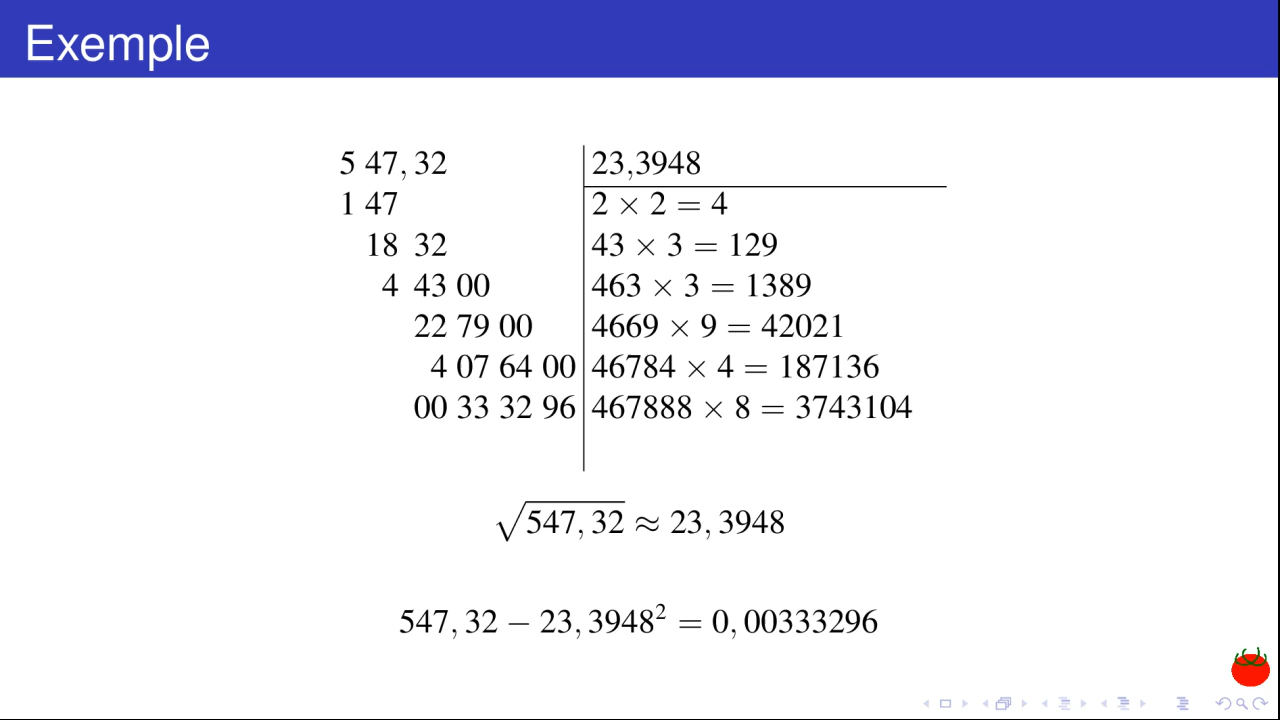 Exemple
5 47, 32 23,3948
1 47 2 × 2 = 4
18 32 43 × 3 = 129
4 43 00 463 × 3 = 1389
22 79 00 4669 × 9 = 42021
4 07 64 00 46784 × 4 = 187136
00 33 32 96 467888 × 8 = 3743104
√547, 32 ≈ 23, 3948
547, 32 − 23, 3948² = 0, 00333296